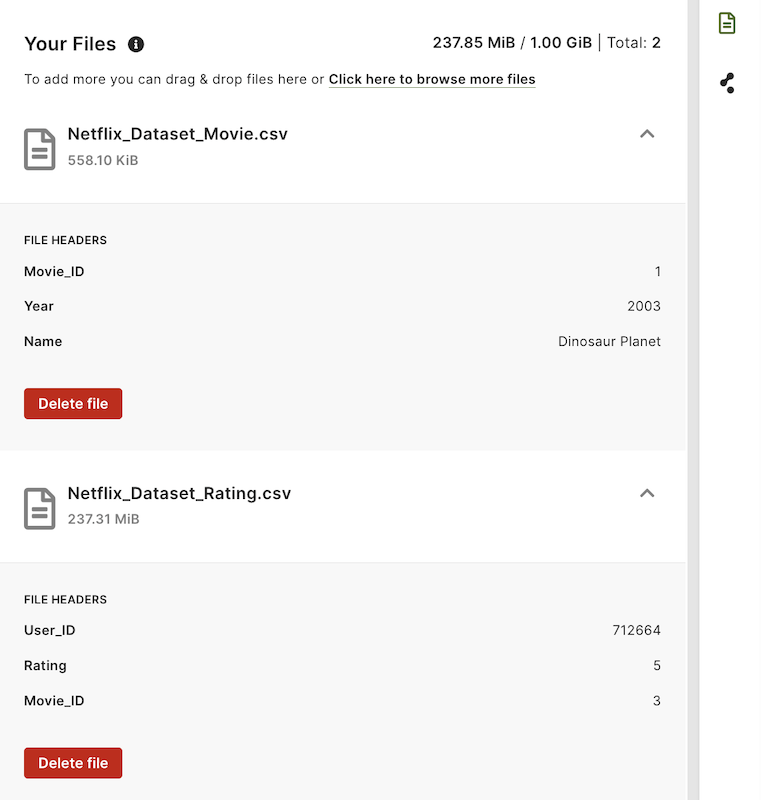 Your Files 237.85 MiB / 1.00 GiB | Total: 2
To add more you can drag & drop files here or Click here to browse more files
Netflix_Dataset_Movie.csv
558.10 KiB
FILE HEADERS
Movie_ID 1
Year 2003
Name Dinosaur Planet
Delete file
Netflix_Dataset_Rating.csv
237.31 MiB
FILE HEADERS
User_ID 712664
Rating 5
Movie_ID 3
Delete file